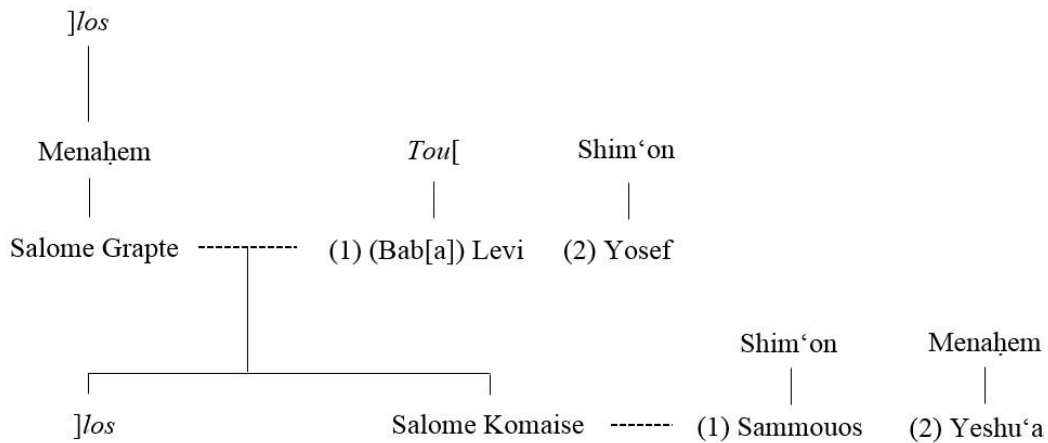 ]los
Menaḥem Tou[ Shim‘on
Salome Grapte (1) (Bab[a]) Levi (2) Yosef
Shim‘on Menaḥem
]los Salome Komaise (1) Sammouos (2) Yeshu‘a